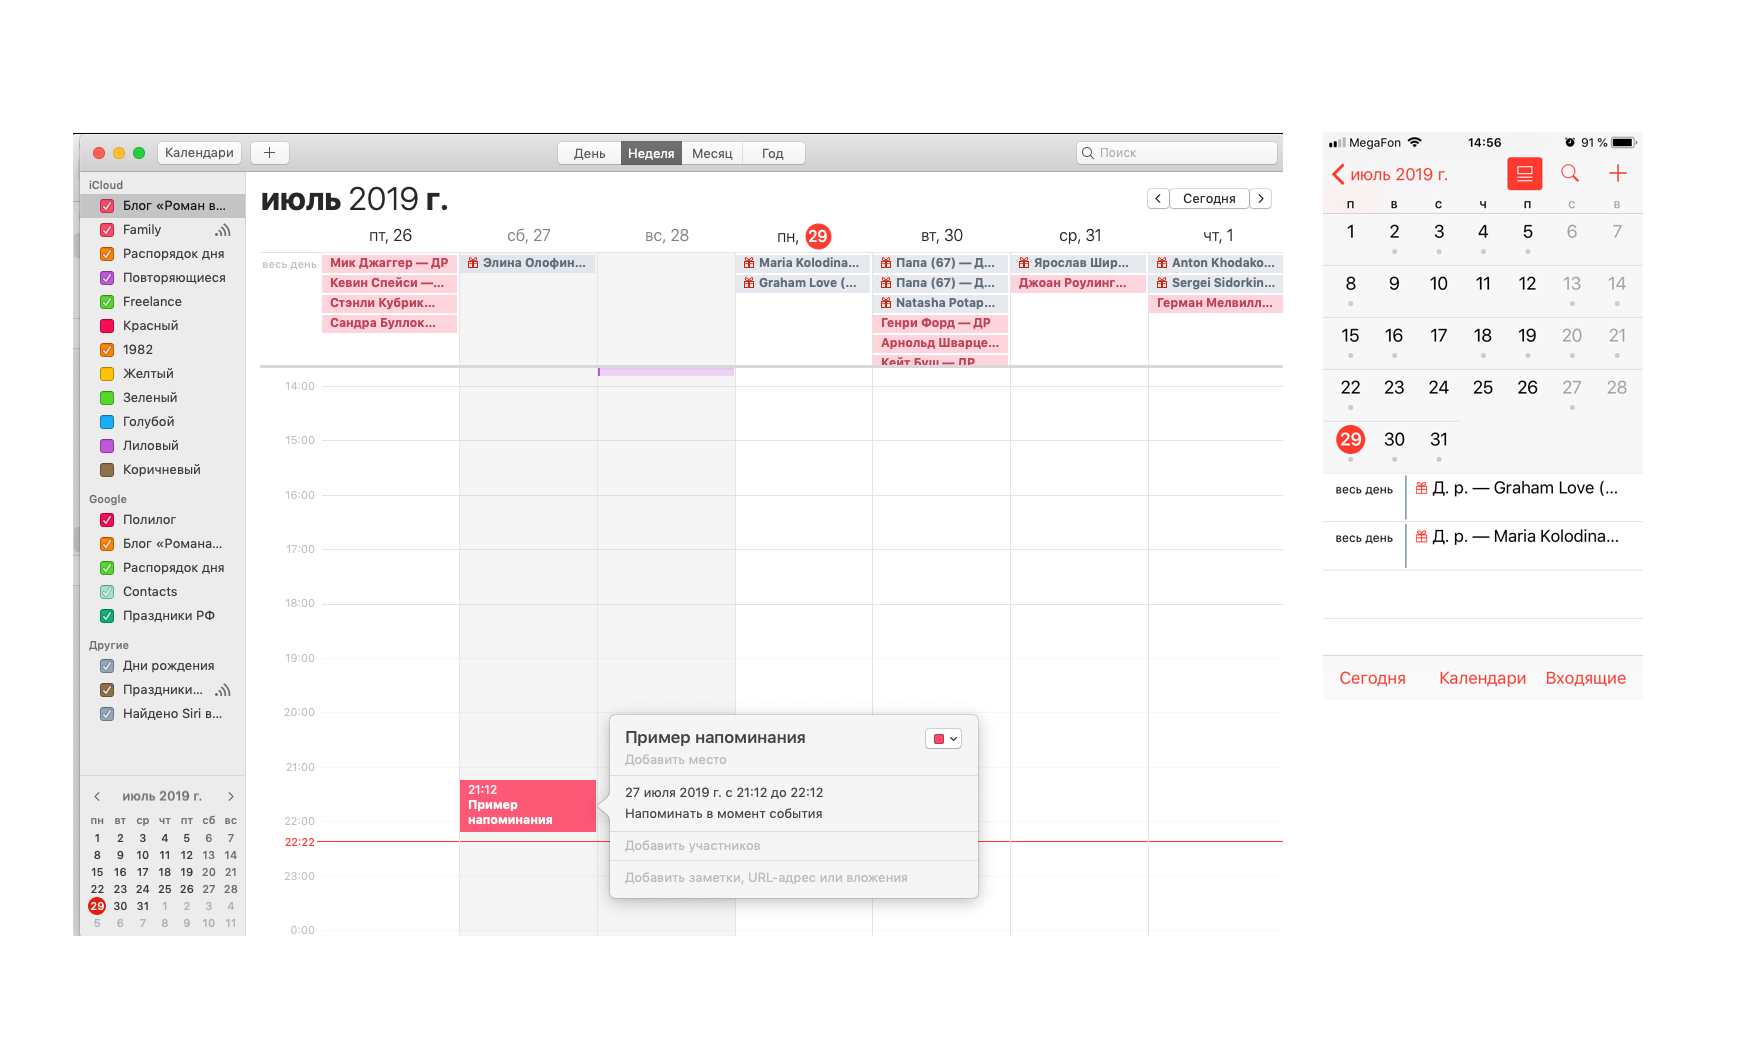 Календари
+
День Неделя Месяц Год
Поиск
iCloud
Блог «Роман в...
Family
Распорядок дня
Повторяющиеся
Freelance
Красный
1982
Желтый
Зеленый
Голубой
Лиловый
Коричневый
Google
Полилог
Блог «Романа...
Распорядок дня
Contacts
Праздники РФ
Другие
Дни рождения
Праздники...
Найдено Siri в...
июль 2019 г.
пн вт ср чт пт сб вс
1 2 3 4 5 6 7
8 9 10 11 12 13 14
15 16 17 18 19 20 21
22 23 24 25 26 27 28
29 30 31 1 2 3 4
5 6 7 8 9 10 11
июль 2019 г.
Сегодня
пт, 26 сб, 27 вс, 28 пн, 29 вт, 30 ср, 31 чт, 1
весь день
Мик Джаггер — ДР
Кевин Спейси —...
Стэнли Кубрик...
Сандра Буллок...
Элина Олофин...
Maria Kolodina...
Graham Love (...
Папа (67) — Д...
Папа (67) — Д...
Natasha Potap...
Генри Форд — ДР
Арнольд Шварце...
Кейт Буш — ДР
Ярослав Шир...
Джоан Роулинг...
Anton Khodako...
Sergei Sidorkin...
Герман Мелвилл...
14:00
15:00
16:00
17:00
18:00
19:00
20:00
21:00
22:00
22:22
23:00
0:00
21:12
Пример
напоминания
Пример напоминания
Добавить место
27 июля 2019 г. с 21:12 до 22:12
Напоминать в момент события
Добавить участников
Добавить заметки, URL-адрес или вложения
MegaFon 14:56 91 %
июль 2019 г.
п в с ч п с в
1 2 3 4 5 6 7
8 9 10 11 12 13 14
15 16 17 18 19 20 21
22 23 24 25 26 27 28
29 30 31
весь день Д. р. — Graham Love (...
весь день Д. р. — Maria Kolodina...
Сегодня Календари Входящие